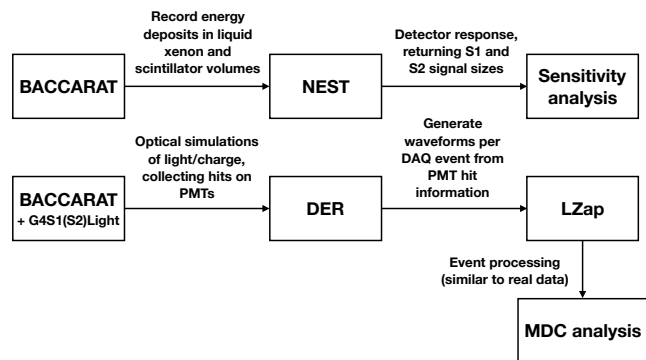 Record energy
deposits in liquid
xenon and
scintillator volumes
Detector response,
returning S1 and
S2 signal sizes
BACCARAT
NEST
Sensitivity
analysis
Optical simulations
of light/charge,
collecting hits on
PMTs
Generate
waveforms per
DAQ event from
PMT hit
information
BACCARAT
+ G4S1(S2)Light
DER
LZap
Event processing
(similar to real data)
MDC analysis